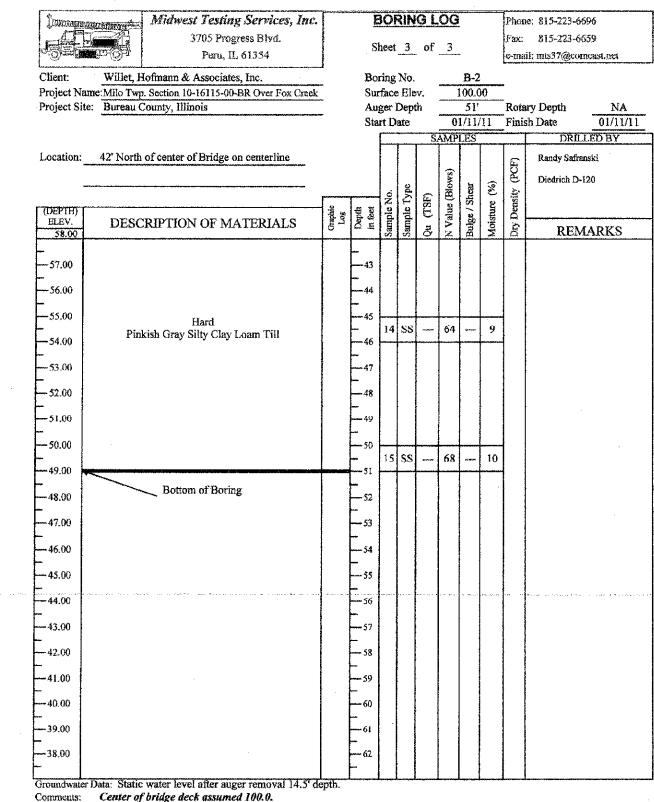 Midwest Testing Services, Inc.
3705 Progress Blvd.
Peru, IL 61354
BORING LOG
Sheet 3 of 3
Phone: 815-223-6696
Fax: 815-223-6659
e-mail: mts37@comcast.net
Client: Willet, Hofmann & Associates, Inc.
Project Name: Milo Twp. Section 10-16115-00-BR Over Fox Creek
Project Site: Bureau County, Illinois
Boring No. B-2
Surface Elev. 100.00
Auger Depth 51' Rotary Depth NA
Start Date 01/11/11 Finish Date 01/11/11
Location: 42' North of center of Bridge on centerline
SAMPLES
DRILLED BY
Randy Safranski
Diedrich D-120
(DEPTH)
ELEV.
58.00
DESCRIPTION OF MATERIALS
Graphic Log
Depth in feet
Sample No.
Sample Type
Qu (TSF)
N Value (Blows)
Bulge / Shear
Moisture (%)
Dry Density (PCF)
REMARKS
57.00 43
56.00 44
55.00 45
Hard
Pinkish Gray Silty Clay Loam Till
14 SS — 64 — 9
54.00 46
53.00 47
52.00 48
51.00 49
50.00 50
15 SS — 68 — 10
49.00 51
Bottom of Boring
48.00 52
47.00 53
46.00 54
45.00 55
44.00 56
43.00 57
42.00 58
41.00 59
40.00 60
39.00 61
38.00 62
Groundwater Data: Static water level after auger removal 14.5' depth.
Comments: Center of bridge deck assumed 100.0.